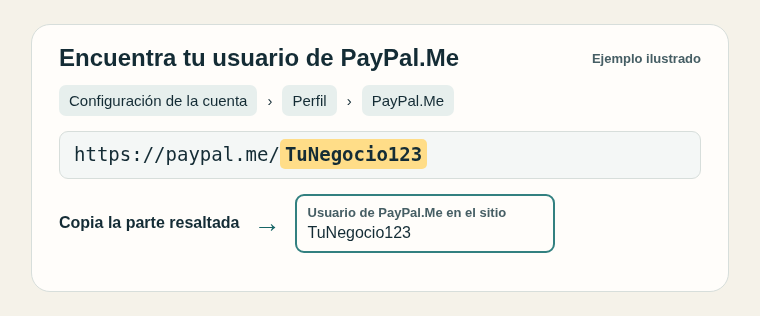 Encuentra tu usuario de PayPal.Me
Ejemplo ilustrado
Configuración de la cuenta › Perfil › PayPal.Me
https://paypal.me/TuNegocio123
Copia la parte resaltada →
Usuario de PayPal.Me en el sitio
TuNegocio123